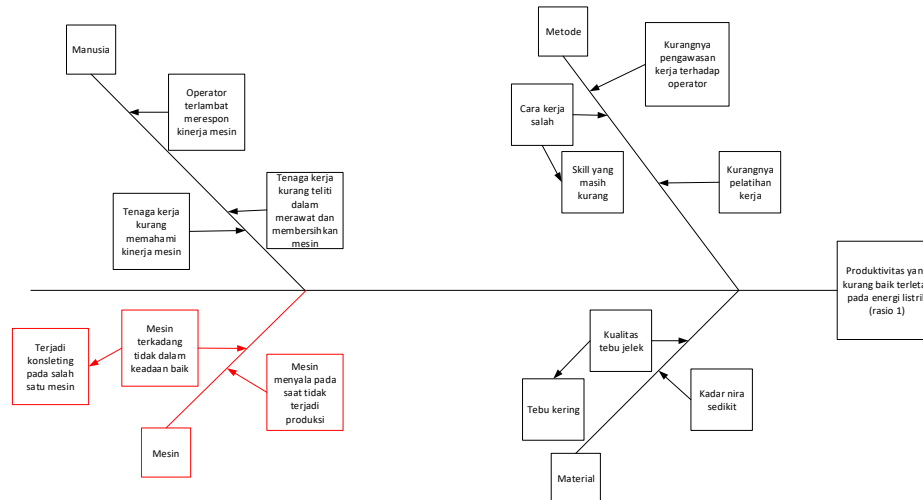 Manusia
Operator
terlambat
merespon
kinerja mesin
Tenaga kerja
kurang teliti
dalam
merawat dan
membersihkan
mesin
Tenaga kerja
kurang
memahami
kinerja mesin
Metode
Kurangnya
pengawasan
kerja terhadap
operator
Cara kerja
salah
Skill yang
masih
kurang
Kurangnya
pelatihan
kerja
Produktivitas yan
kurang baik terleta
pada energi listri
(rasio 1)
Terjadi
konsleting
pada salah
satu mesin
Mesin
terkadang
tidak dalam
keadaan baik
Mesin
menyala pada
saat tidak
terjadi
produksi
Mesin
Kualitas
tebu jelek
Tebu kering
Kadar nira
sedikit
Material